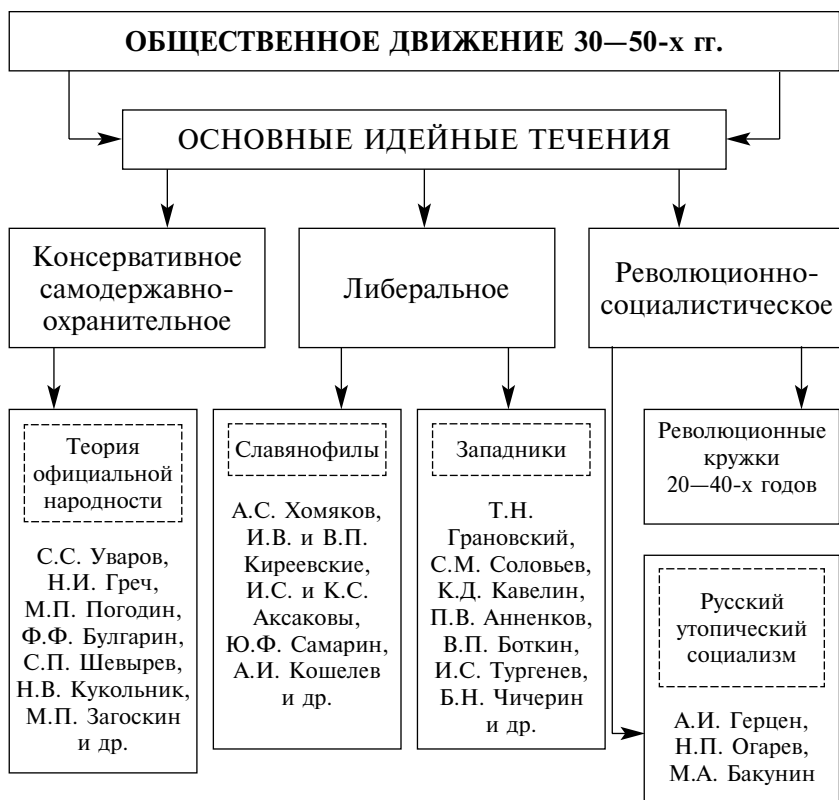 ОБЩЕСТВЕННОЕ ДВИЖЕНИЕ 30—50-х гг.
ОСНОВНЫЕ ИДЕЙНЫЕ ТЕЧЕНИЯ
Консервативное
самодержавно-
охранительное
Либеральное
Революционно-
социалистическое
Теория
официальной
народности
С.С. Уваров,
Н.И. Греч,
М.П. Погодин,
Ф.Ф. Булгарин,
С.П. Шевырев,
Н.В. Кукольник,
М.П. Загоскин
и др.
Славянофилы
А.С. Хомяков,
И.В. и В.П.
Киреевские,
И.С. и К.С.
Аксаковы,
Ю.Ф. Самарин,
А.И. Кошелев
и др.
Западники
Т.Н.
Грановский,
С.М. Соловьев,
К.Д. Кавелин,
П.В. Анненков,
В.П. Боткин,
И.С. Тургенев,
Б.Н. Чичерин
и др.
Революционные
кружки
20—40-х годов
Русский
утопический
социализм
А.И. Герцен,
Н.П. Огарев,
М.А. Бакунин